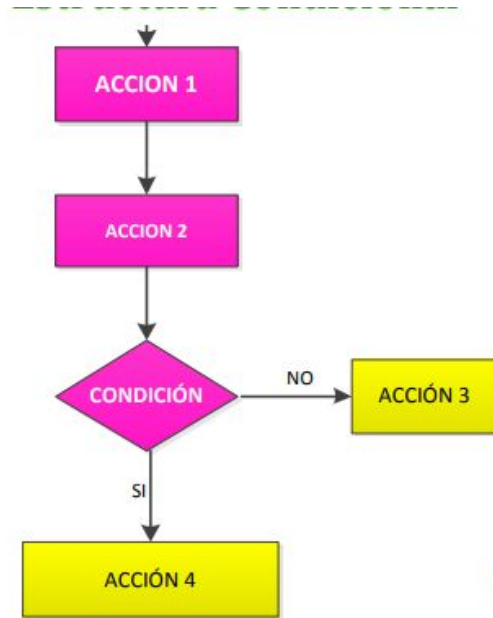 ACCION 1
ACCION 2
CONDICIÓN
NO
ACCIÓN 3
SI
ACCIÓN 4